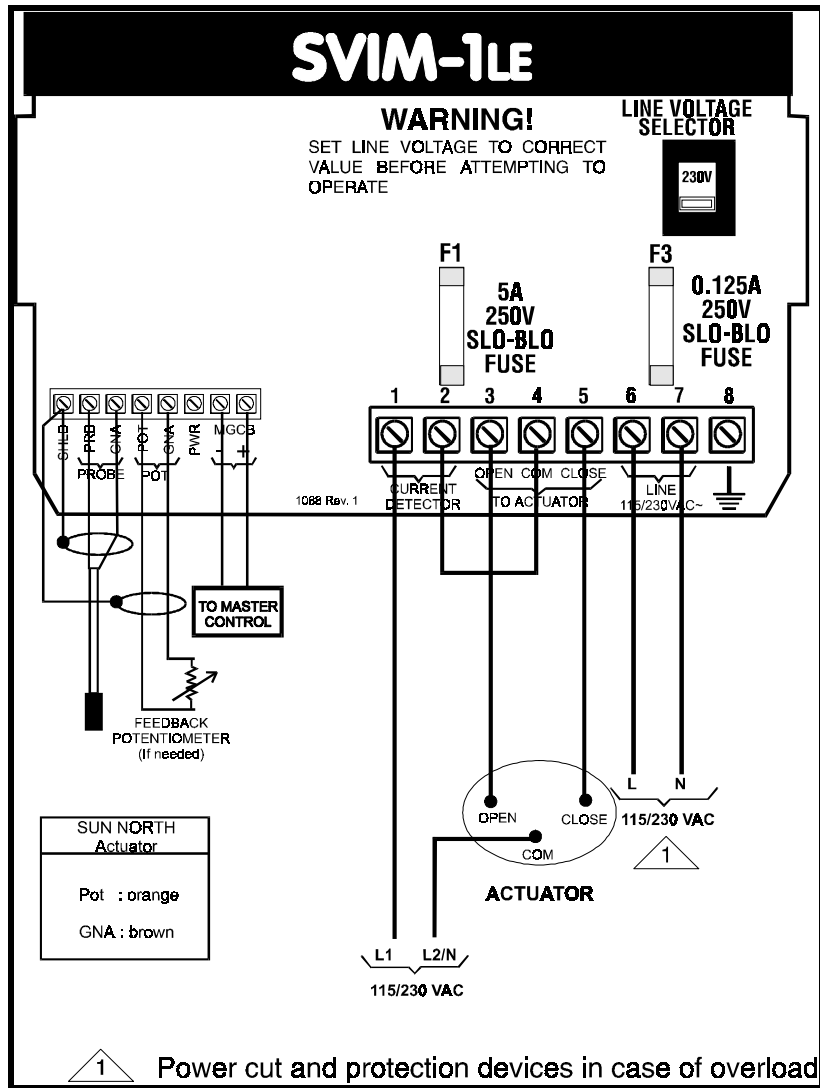 SVIM-1LE
WARNING!
SET LINE VOLTAGE TO CORRECT
VALUE BEFORE ATTEMPTING TO
OPERATE
LINE VOLTAGE
SELECTOR
230V
F1
5A
250V
SLO-BLO
FUSE
F3
0.125A
250V
SLO-BLO
FUSE
1 2 3 4 5 6 7 8
SHLD PRB GNA POT GNA PWR MGCB
- +
PROBE POT
OPEN COM CLOSE
CURRENT
DETECTOR
TO ACTUATOR
LINE
115/230VAC~
1088 Rev. 1
TO MASTER
CONTROL
FEEDBACK
POTENTIOMETER
(If needed)
SUN NORTH
Actuator
Pot : orange
GNA : brown
OPEN CLOSE
COM
ACTUATOR
L N
115/230 VAC
1
L1 L2/N
115/230 VAC
1 Power cut and protection devices in case of overload